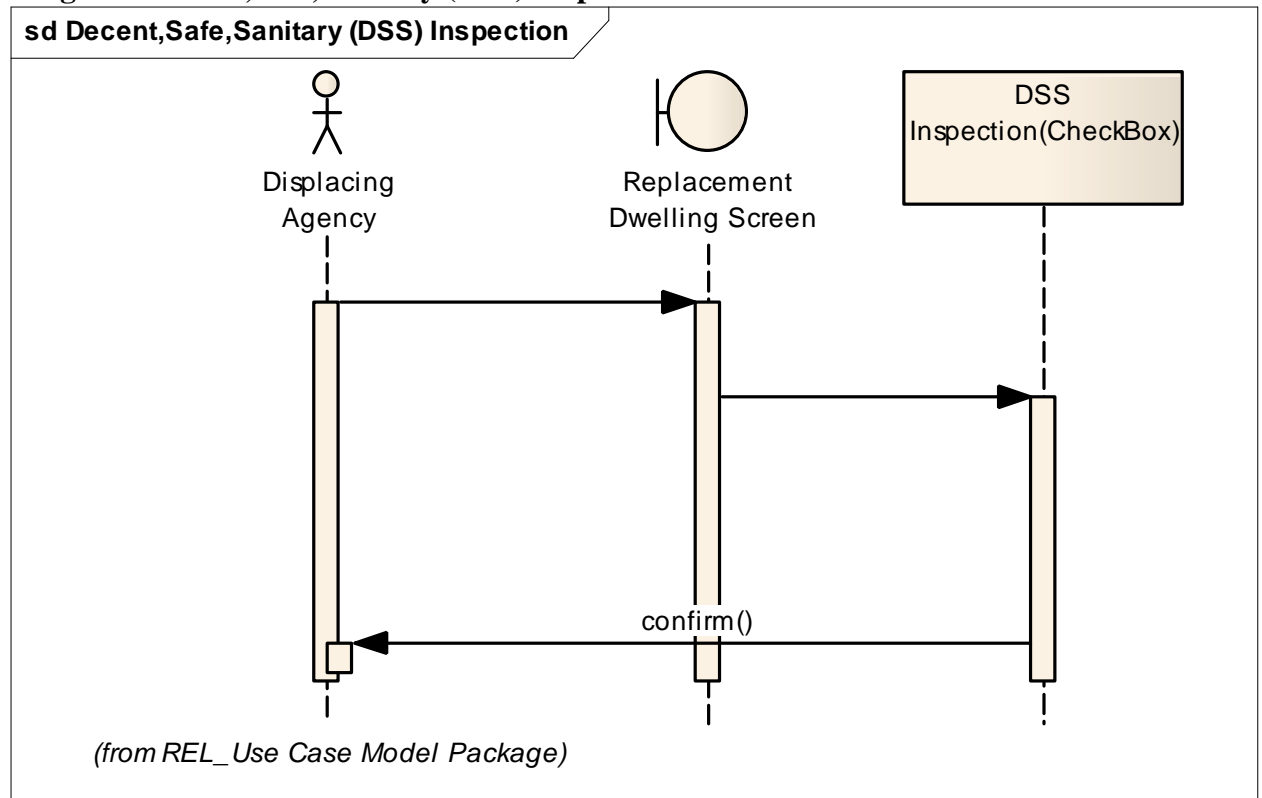 sd Decent,Safe,Sanitary (DSS) Inspection
Displacing
Agency
Replacement
Dwelling Screen
DSS
Inspection(CheckBox)
confirm()
(from REL_Use Case Model Package)